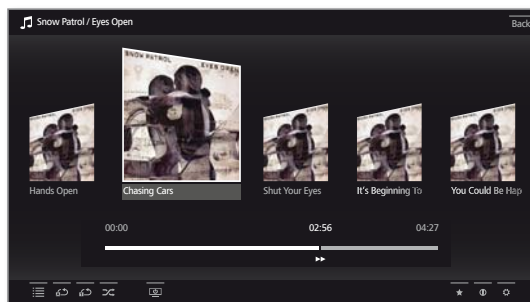 Snow Patrol / Eyes Open
Back
SNOW PATROL EYES OPEN
Hands Open
Chasing Cars
Shut Your Eyes
It's Beginning To
You Could Be Hap
00:00
02:56
04:27